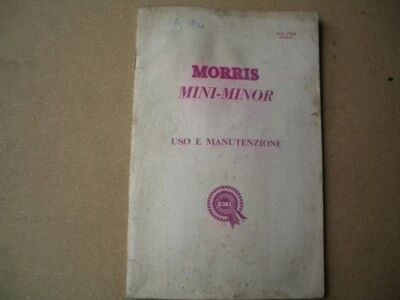 MORRIS
MINI-MINOR
USO E MANUTENZIONE
BMC